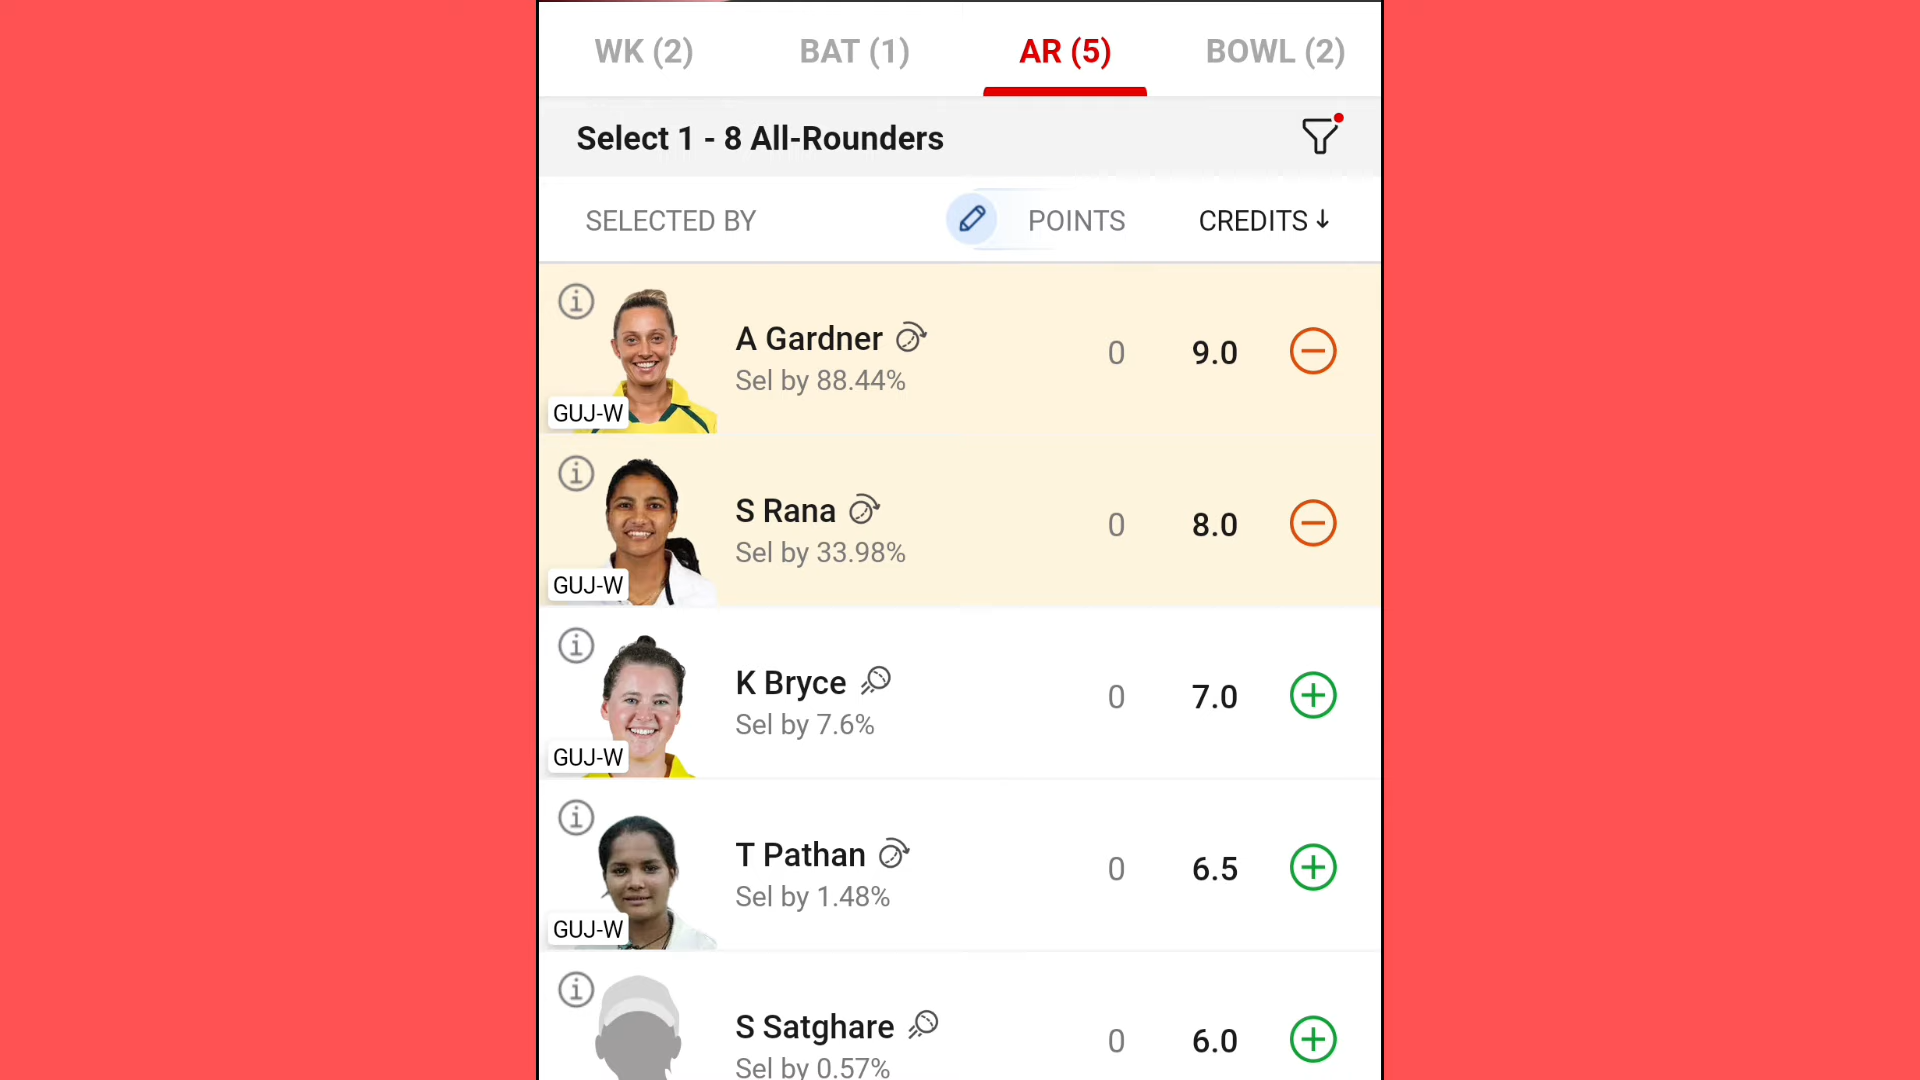 WK (2) BAT (1) AR (5) BOWL (2)
Select 1 - 8 All-Rounders
SELECTED BY POINTS CREDITS↓
A Gardner 0 9.0
Sel by 88.44%
GUJ-W
S Rana 0 8.0
Sel by 33.98%
GUJ-W
K Bryce 0 7.0
Sel by 7.6%
GUJ-W
T Pathan 0 6.5
Sel by 1.48%
GUJ-W
S Satghare 0 6.0
Sel by 0.57%